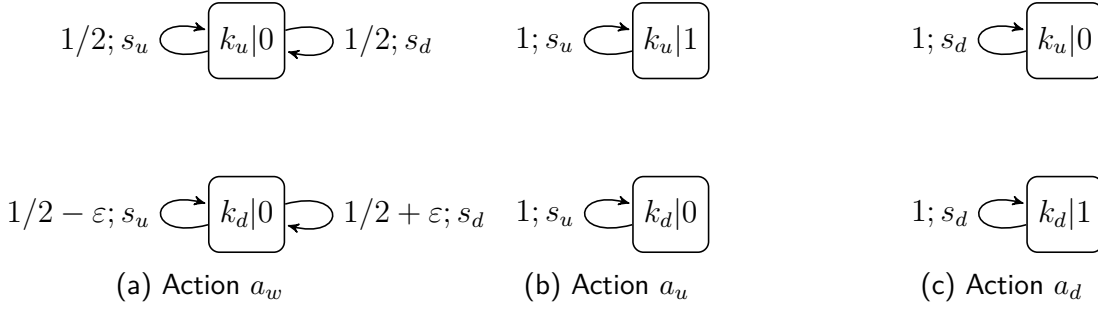 1/2; s_u k_u|0 1/2; s_d 1; s_u k_u|1 1; s_d k_u|0
1/2 − ε; s_u k_d|0 1/2 + ε; s_d 1; s_u k_d|0 1; s_d k_d|1
(a) Action a_w (b) Action a_u (c) Action a_d